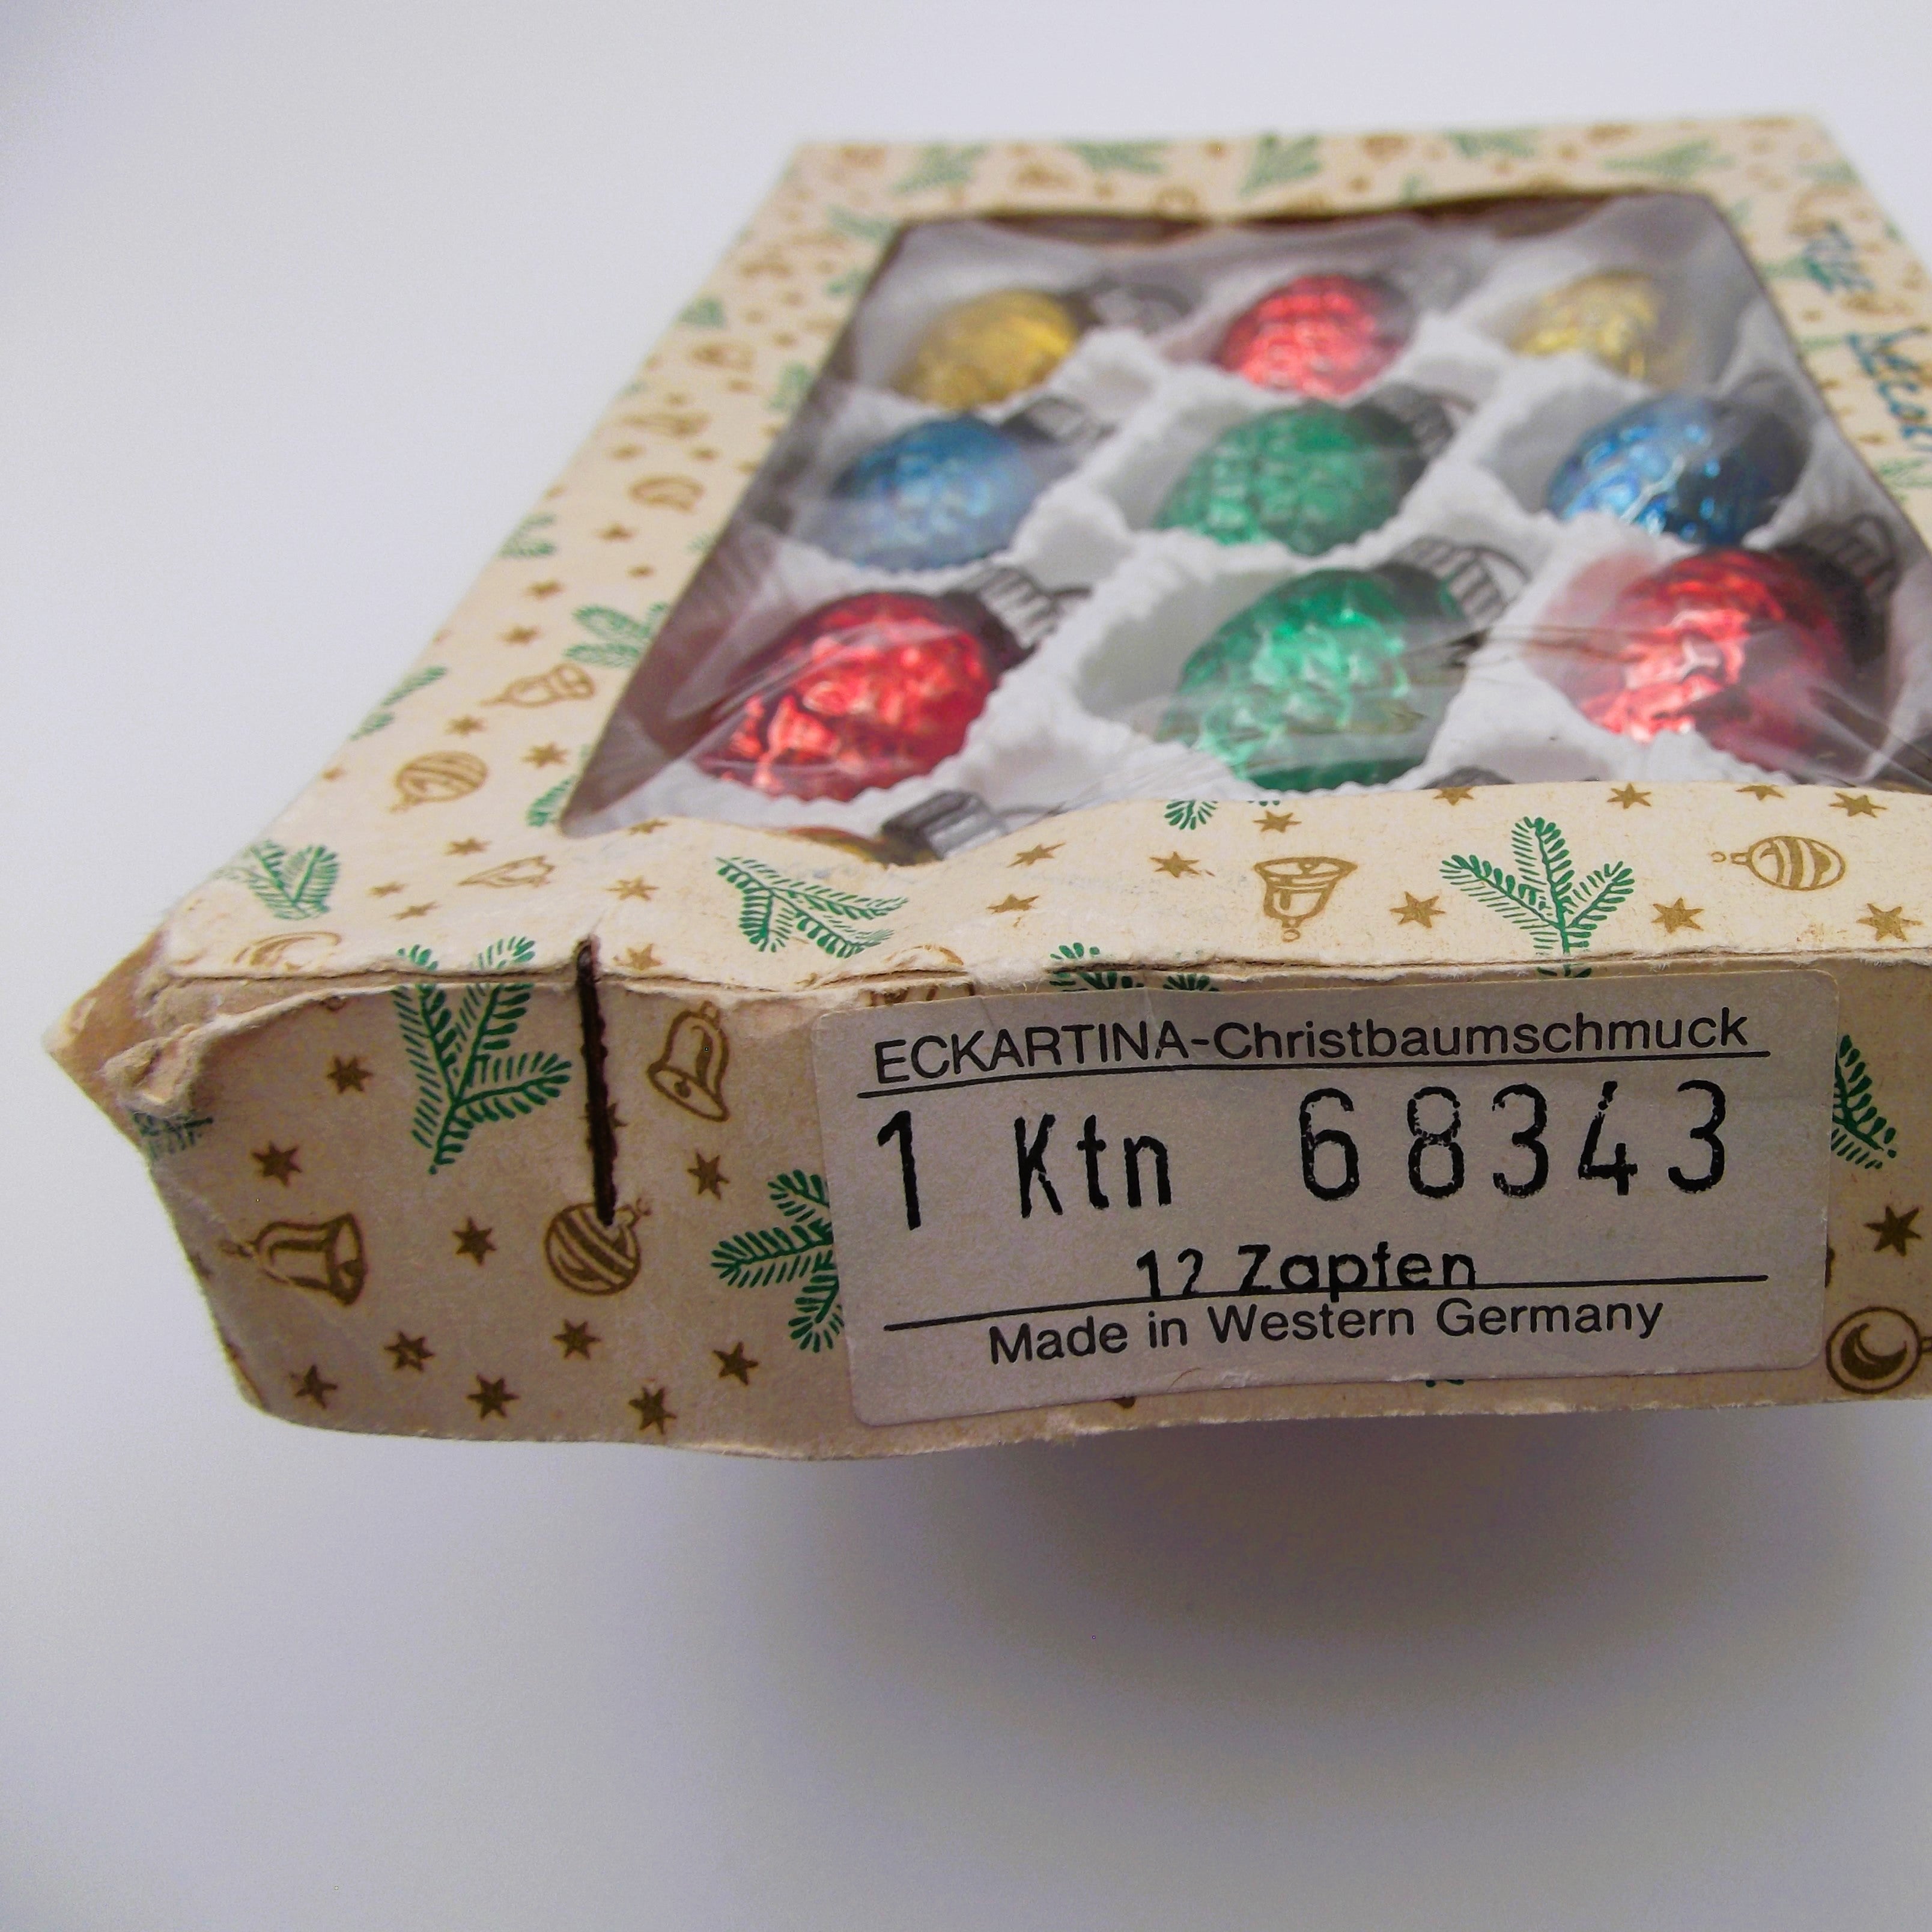 ECKARTINA-Christbaumschmuck
1 Ktn 68343
12 Zapfen
Made in Western Germany